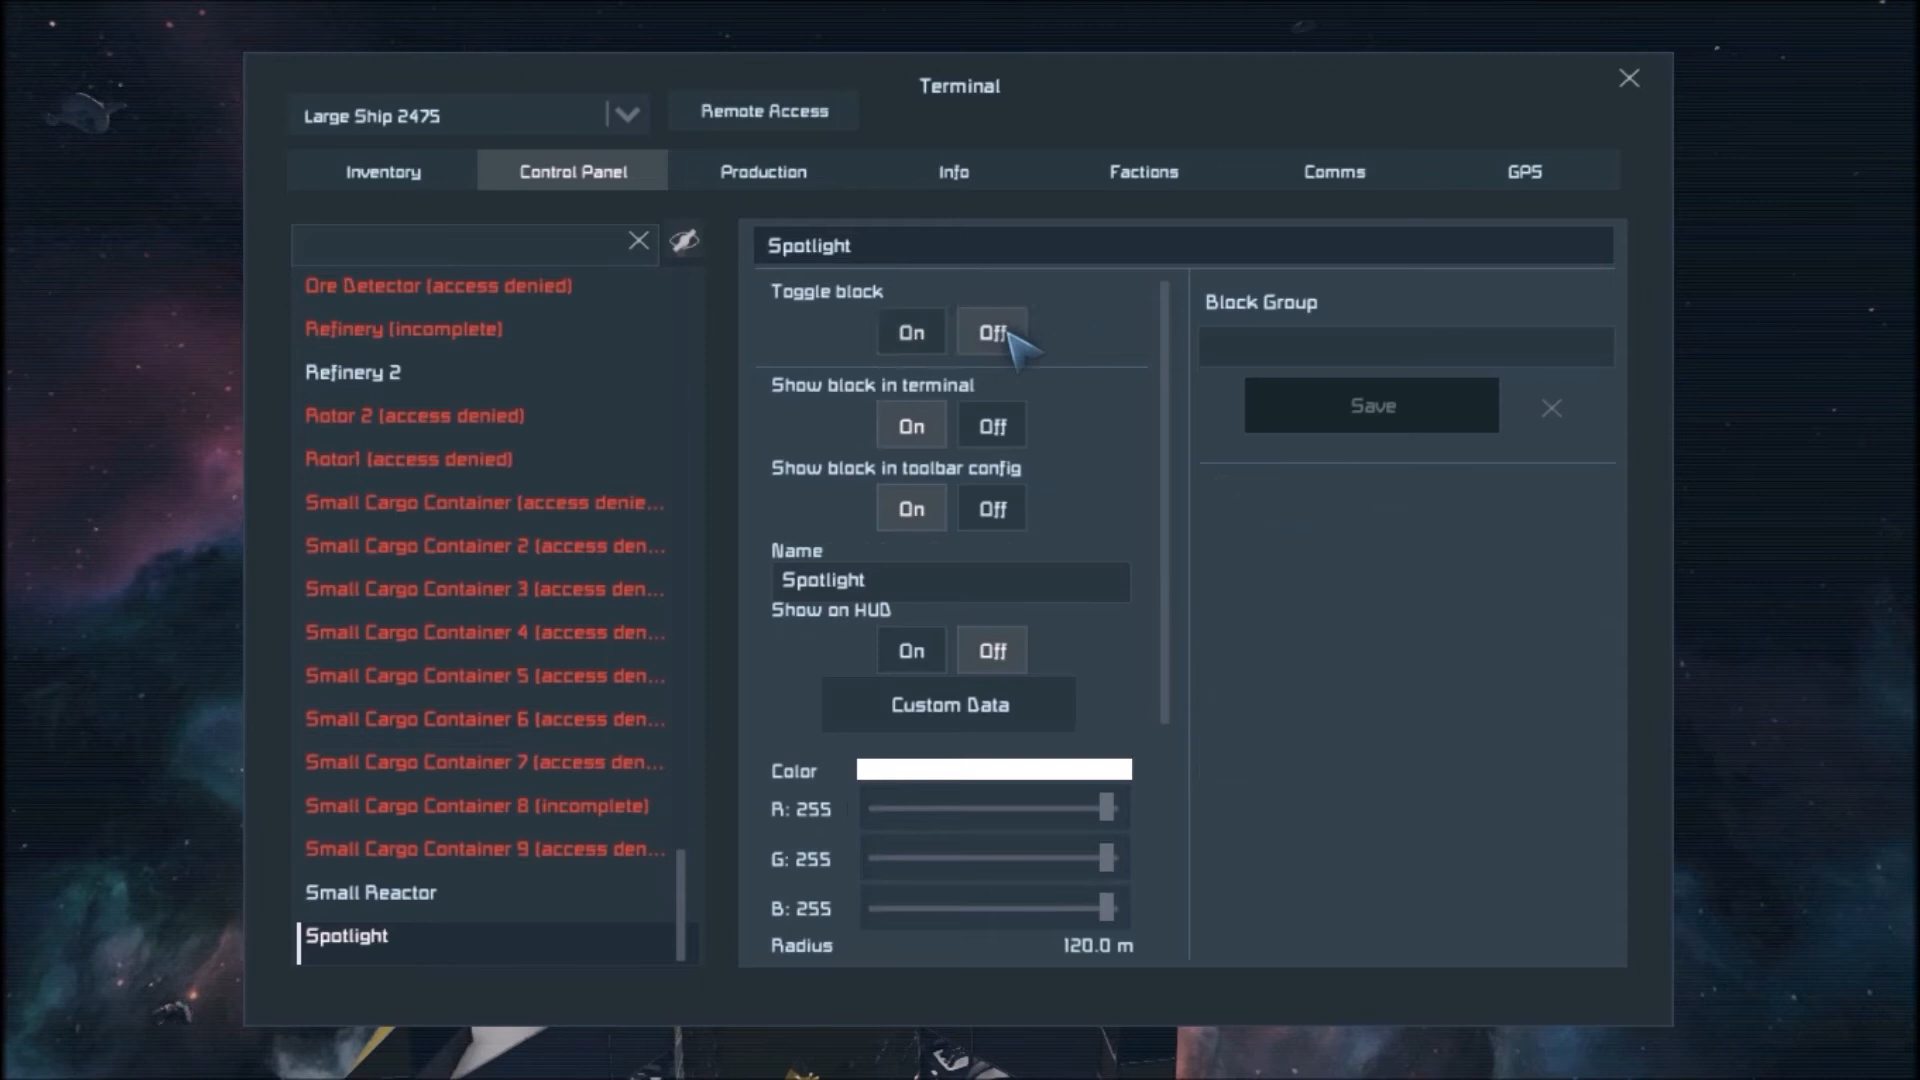 Terminal
Large Ship 2475
Remote Access
Inventory
Control Panel
Production
Info
Factions
Comms
GPS
Ore Detector (access denied)
Refinery (incomplete)
Refinery 2
Rotor 2 (access denied)
Rotor1 (access denied)
Small Cargo Container (access denie...
Small Cargo Container 2 (access den...
Small Cargo Container 3 (access den...
Small Cargo Container 4 (access den...
Small Cargo Container 5 (access den...
Small Cargo Container 6 (access den...
Small Cargo Container 7 (access den...
Small Cargo Container 8 (incomplete)
Small Cargo Container 9 (access den...
Small Reactor
Spotlight
Spotlight
Toggle block
On Off
Show block in terminal
On Off
Show block in toolbar config
On Off
Name
Spotlight
Show on HUD
On Off
Custom Data
Color
R: 255
G: 255
B: 255
Radius 120.0 m
Block Group
Save